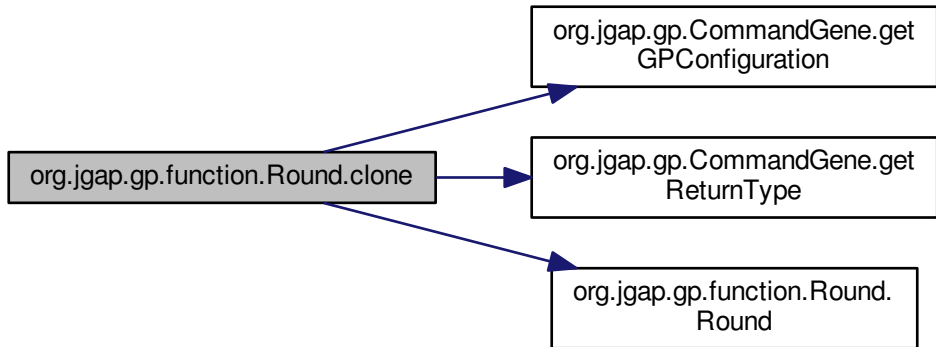 org.jgap.gp.CommandGene.get
GPConfiguration
org.jgap.gp.function.Round.clone
org.jgap.gp.CommandGene.get
ReturnType
org.jgap.gp.function.Round.
Round